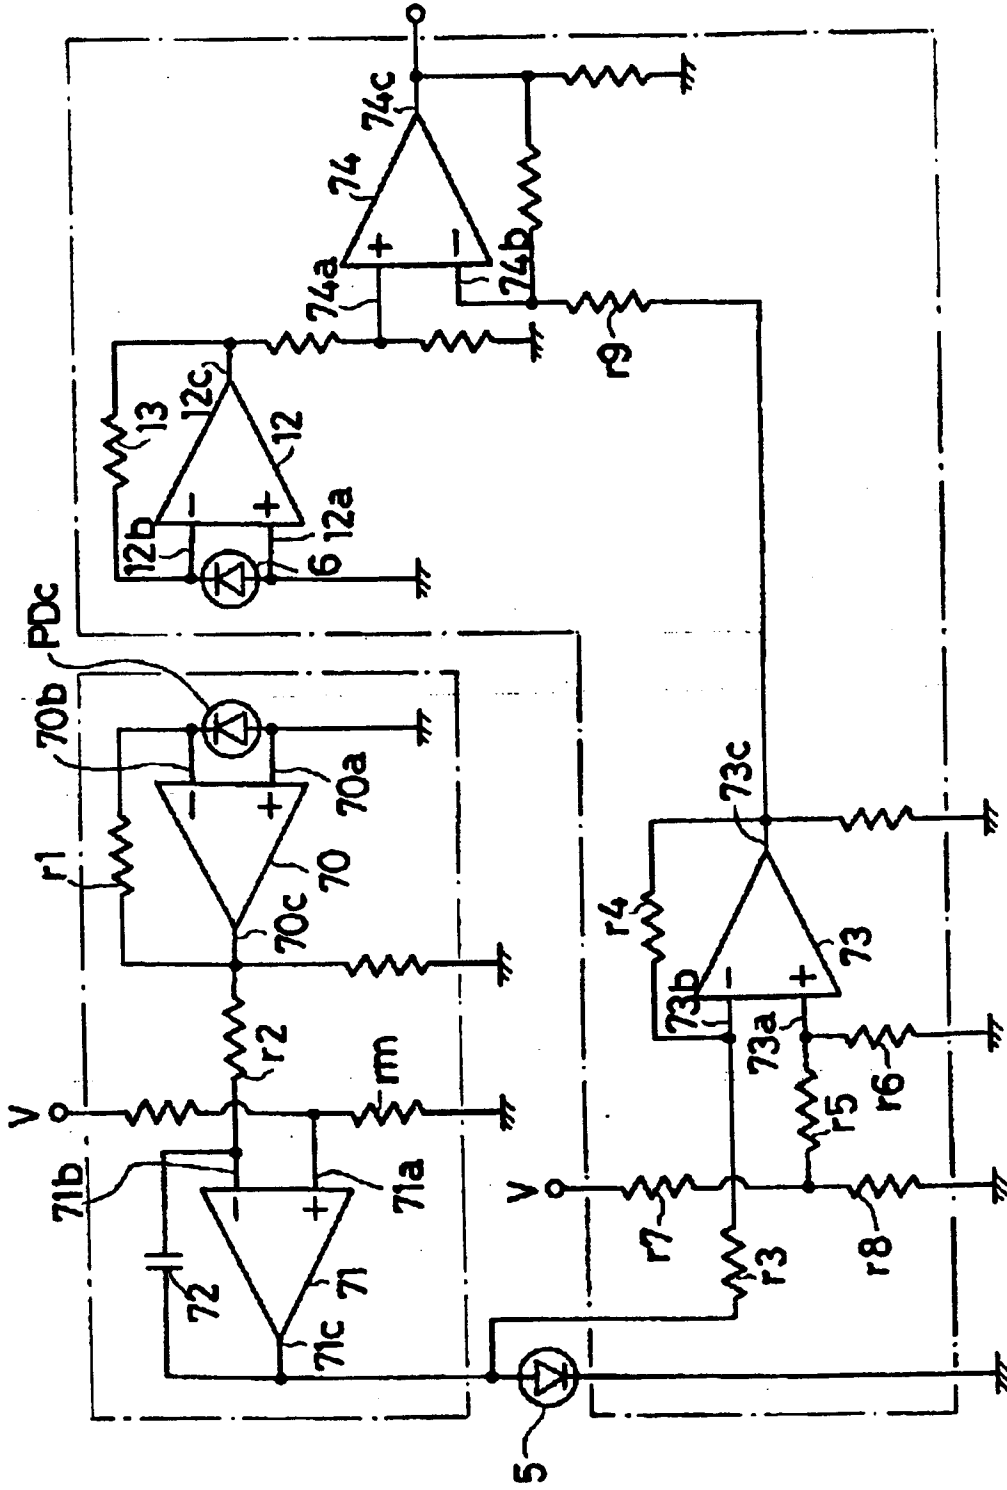 74c
74
+
−
74a
74b
r9
13
12c
12
12b
−
+
12a
6
PDc
70b
r1
−
+
70a
70
70c
r2
V
rm
71b
−
+
71a
72
71
71c
5
73c
r4
73b
−
+
73
73a
r6
r5
V
r7
r3
r8